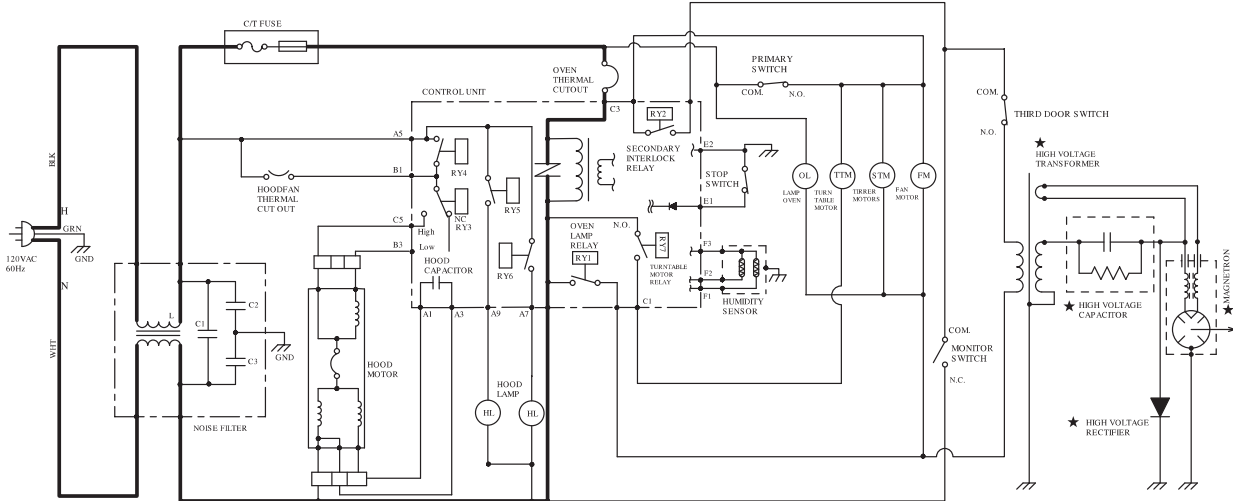 C/T FUSE
OVEN
THERMAL
CUTOUT
C3
CONTROL UNIT
PRIMARY
SWITCH
COM.
N.O.
COM.
THIRD DOOR SWITCH
N.O.
RY2
SECONDARY
INTERLOCK
RELAY
E2
STOP
SWITCH
E1
A5
RY4
B1
HOODFAN
THERMAL
CUT OUT
NC
RY3
RY5
C5
High
B3
Low
HOOD
CAPACITOR
RY6
OVEN LAMP
RELAY
RY1
N.O.
RY7
TURNTABLE
MOTOR
RELAY
F3
F2
F1
HUMIDITY
SENSOR
A1
A3
A9
A7
C1
OL
LAMP
OVEN
TTM
TURN
TABLE
MOTOR
STM
TIRRER
MOTORS
FM
FAN
MOTOR
★
HIGH VOLTAGE
TRANSFORMER
★ HIGH VOLTAGE
CAPACITOR
★ MAGNETRON
★ HIGH VOLTAGE
RECTIFIER
COM.
MONITOR
SWITCH
N.C.
BLK
H
GRN
GND
120VAC
60Hz
N
WHT
L
C1
C2
C3
GND
NOISE FILTER
HOOD
MOTOR
HOOD
LAMP
HL
HL